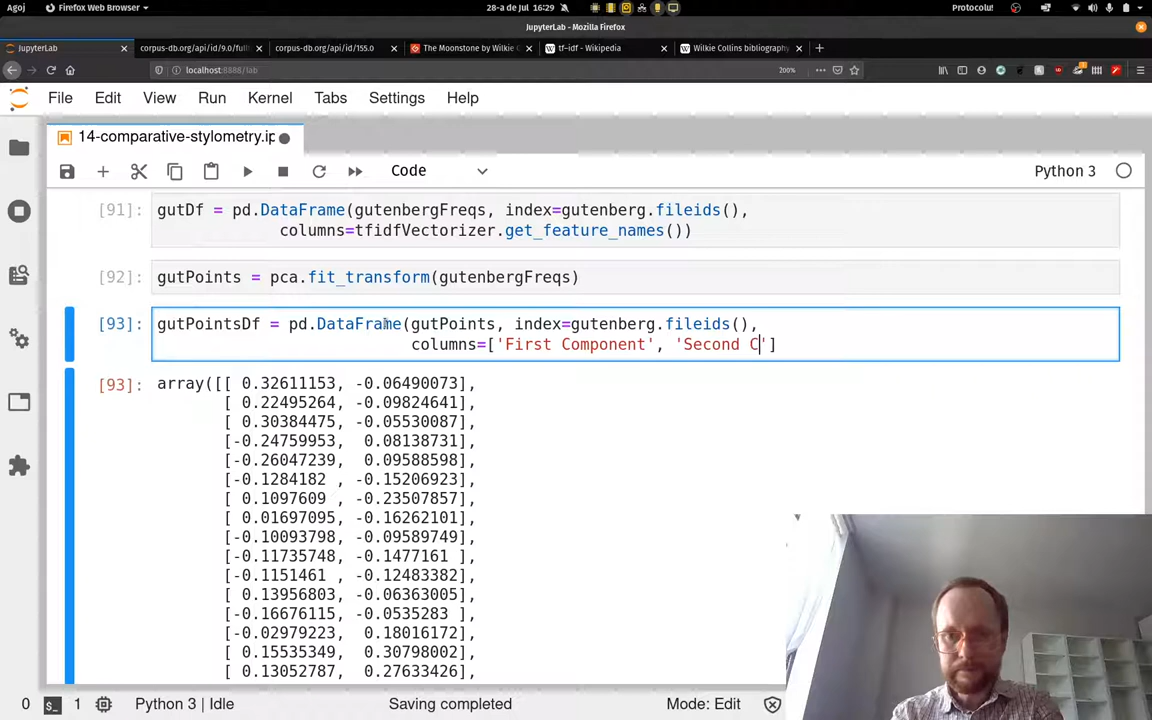 Agoj
Firefox Web Browser
28-a de Jul 16:29
Protocolu!
JupyterLab - Mozilla Firefox
JupyterLab
corpus-db.org/api/id/9.0/full
corpus-db.org/api/id/155.0
The Moonstone by Wilkie C
tf-idf - Wikipedia
Wilkie Collins bibliography
localhost:8888/lab
200%
File Edit View Run Kernel Tabs Settings Help
14-comparative-stylometry.ip
Code
Python 3
[91]: gutDf = pd.DataFrame(gutenbergFreqs, index=gutenberg.fileids(),
columns=tfidfVectorizer.get_feature_names())
[92]: gutPoints = pca.fit_transform(gutenbergFreqs)
[93]: gutPointsDf = pd.DataFrame(gutPoints, index=gutenberg.fileids(),
columns=['First Component', 'Second C']
[93]: array([[ 0.32611153, -0.06490073],
[ 0.22495264, -0.09824641],
[ 0.30384475, -0.05530087],
[-0.24759953, 0.08138731],
[-0.26047239, 0.09588598],
[-0.1284182 , -0.15206923],
[ 0.1097609 , -0.23507857],
[ 0.01697095, -0.16262101],
[-0.10093798, -0.09589749],
[-0.11735748, -0.1477161 ],
[-0.1151461 , -0.12483382],
[ 0.13956803, -0.06363005],
[-0.16676115, -0.0535283 ],
[-0.02979223, 0.18016172],
[ 0.15535349, 0.30798002],
[ 0.13052787, 0.27633426],
0 $_ 1 Python 3 | Idle Saving completed Mode: Edit